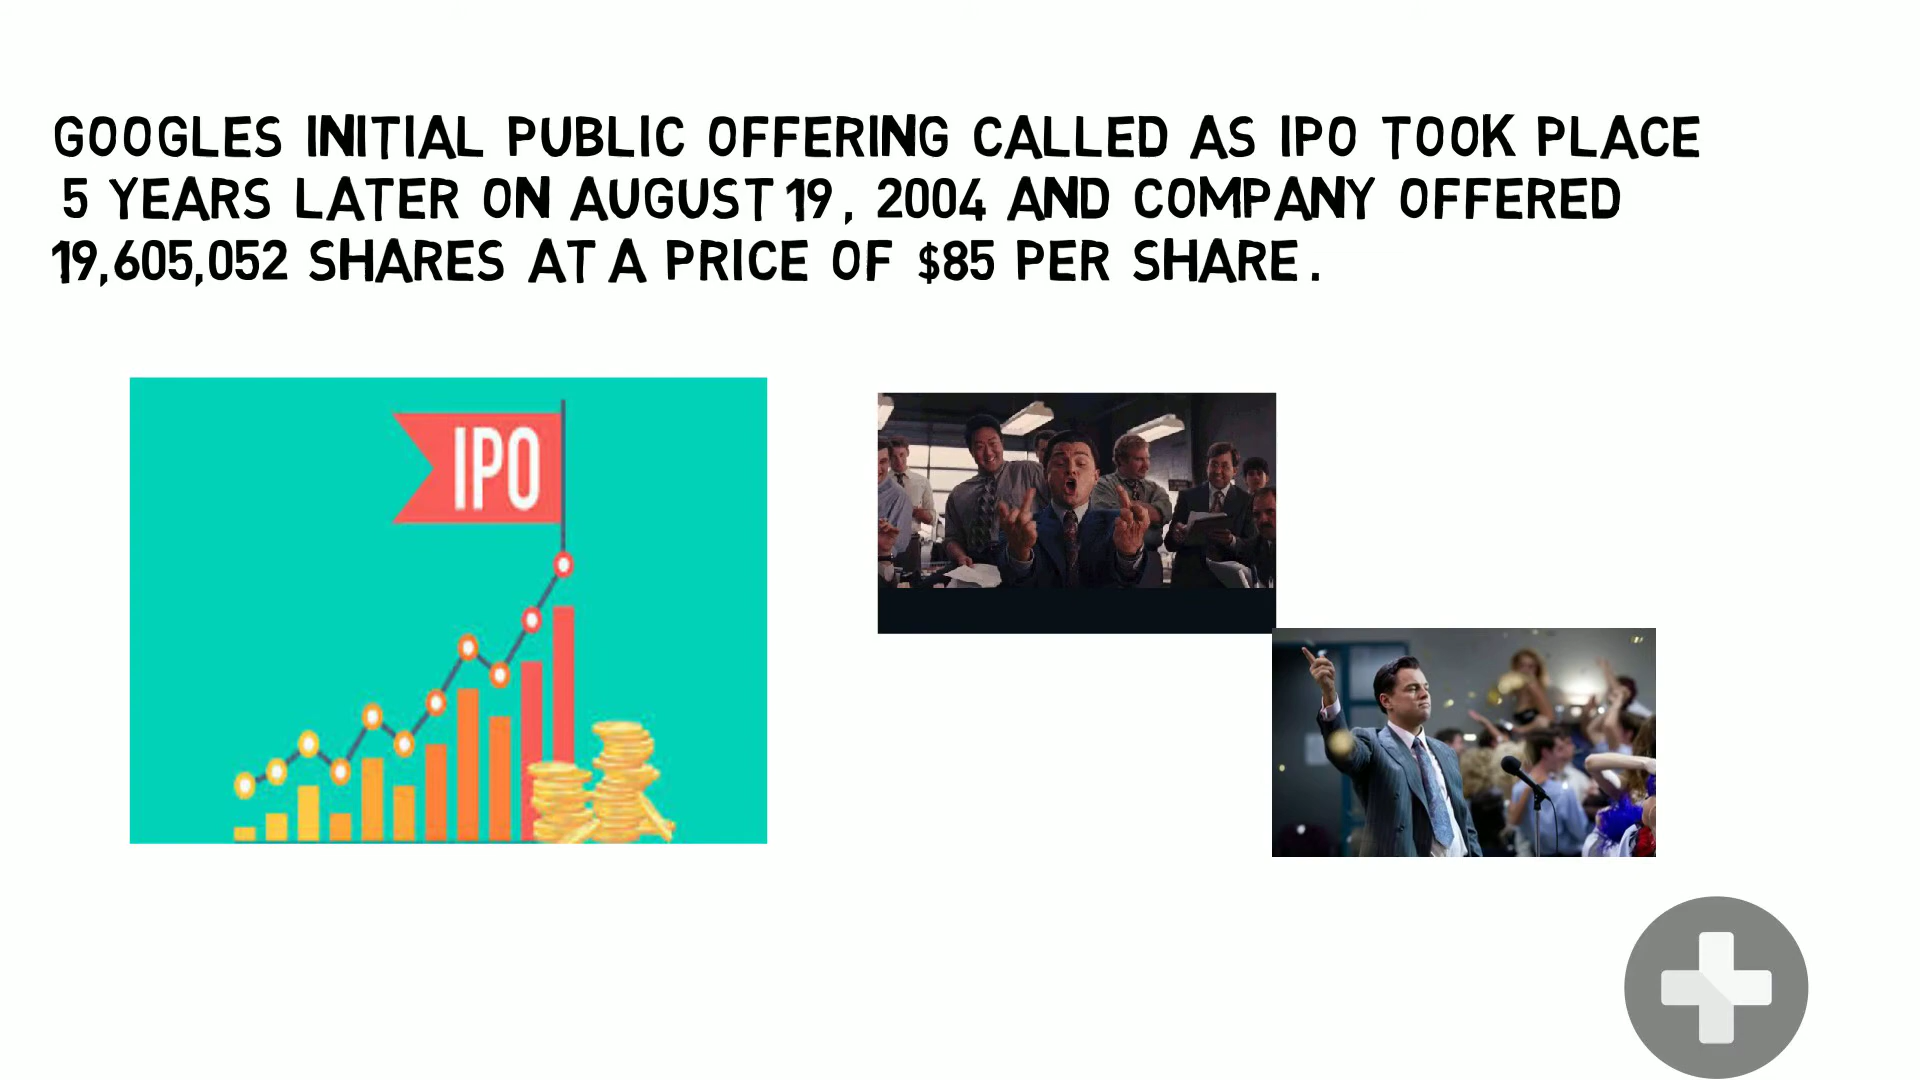 GOOGLES INITIAL PUBLIC OFFERING CALLED AS IPO TOOK PLACE
5 YEARS LATER ON AUGUST 19, 2004 AND COMPANY OFFERED
19,605,052 SHARES AT A PRICE OF $85 PER SHARE.
IPO